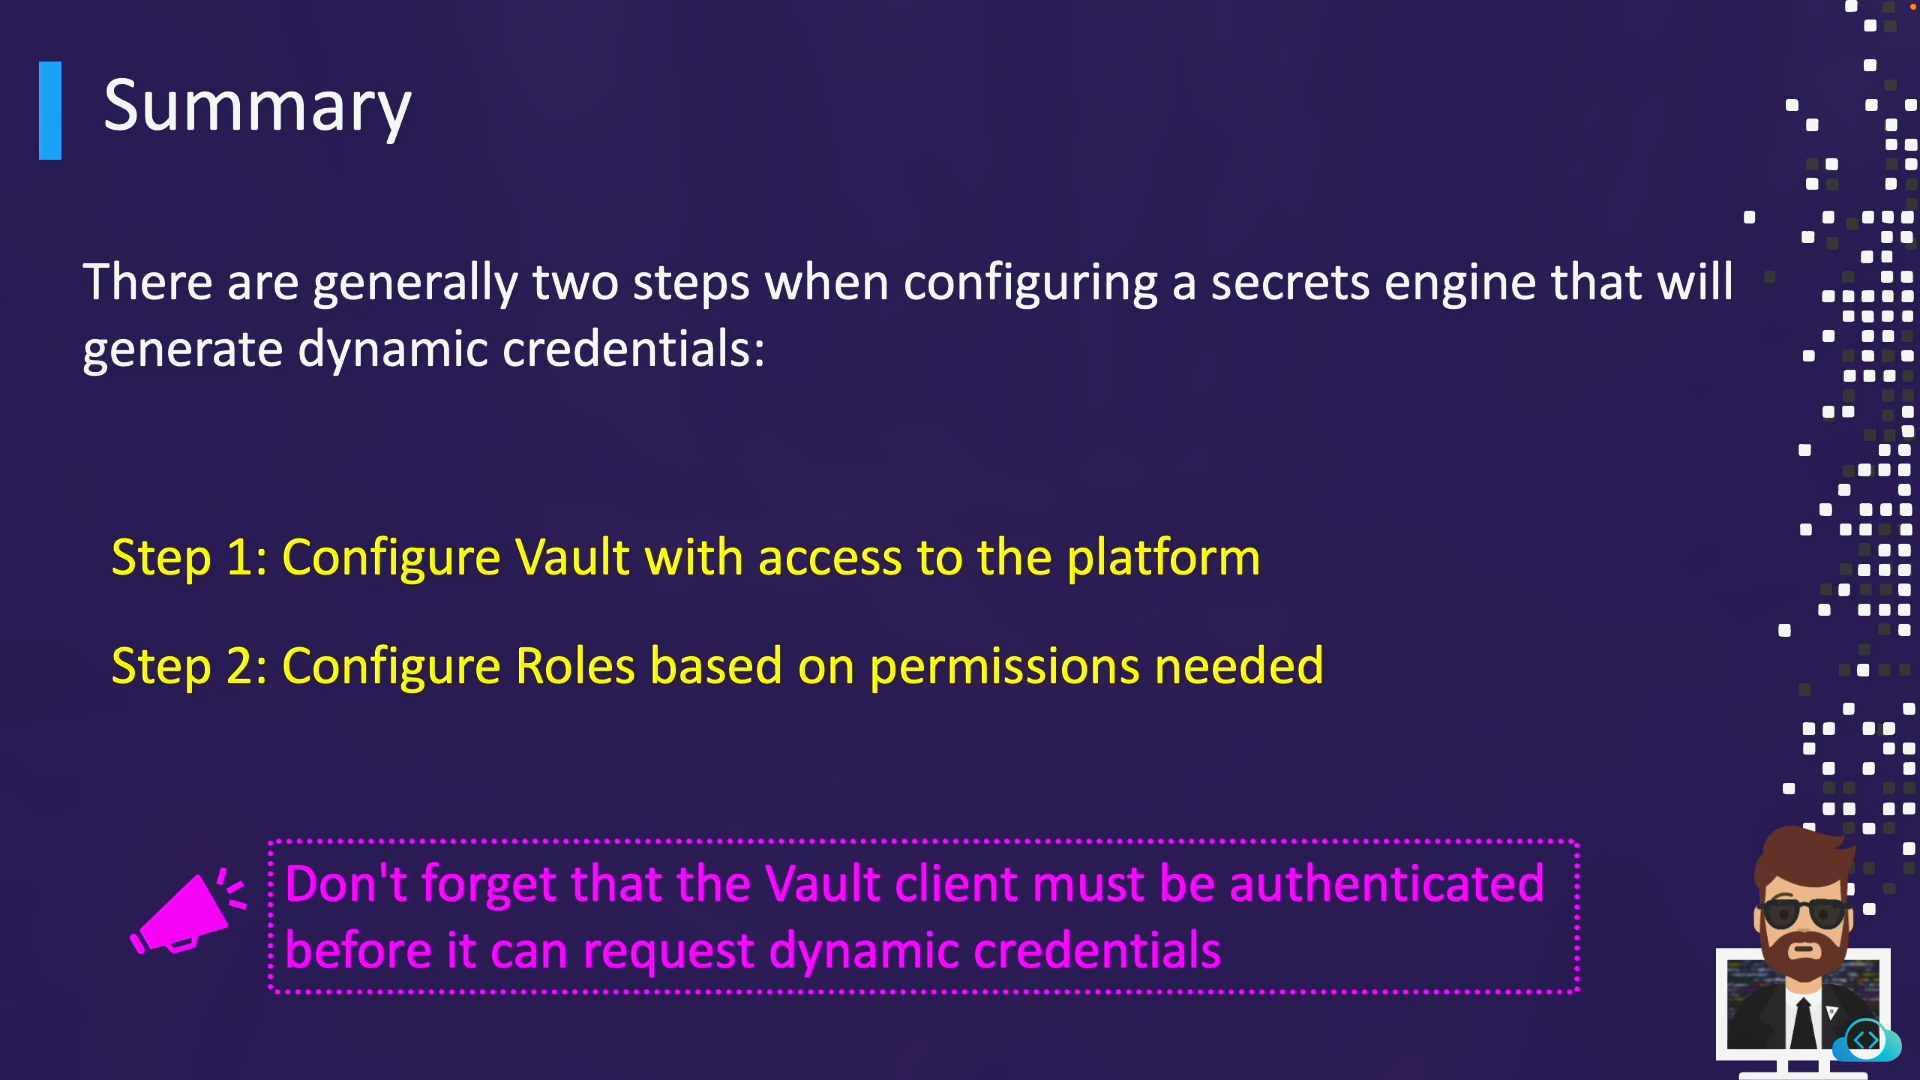 Summary
There are generally two steps when configuring a secrets engine that will
generate dynamic credentials:
Step 1: Configure Vault with access to the platform
Step 2: Configure Roles based on permissions needed
Don't forget that the Vault client must be authenticated
before it can request dynamic credentials